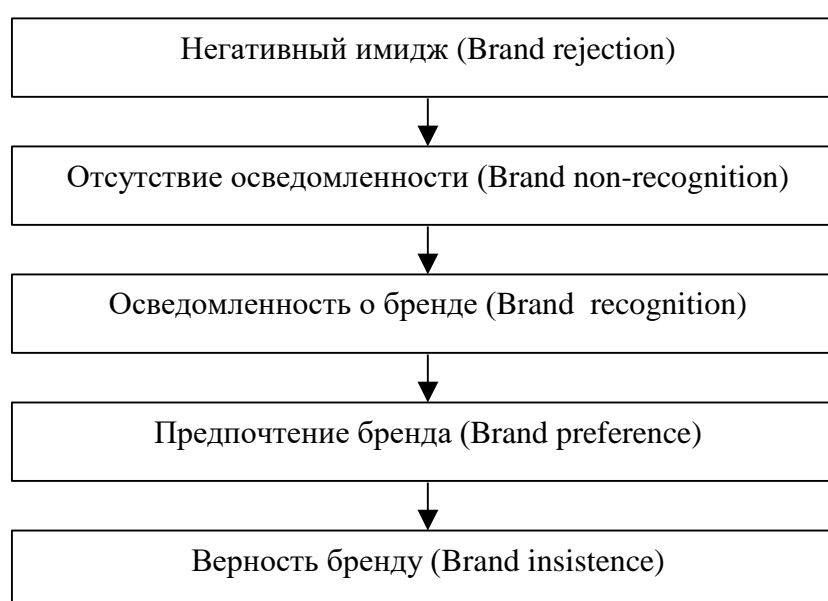 Негативный имидж (Brand rejection)
Отсутствие осведомленности (Brand non-recognition)
Осведомленность о бренде (Brand  recognition)
Предпочтение бренда (Brand preference)
Верность бренду (Brand insistence)